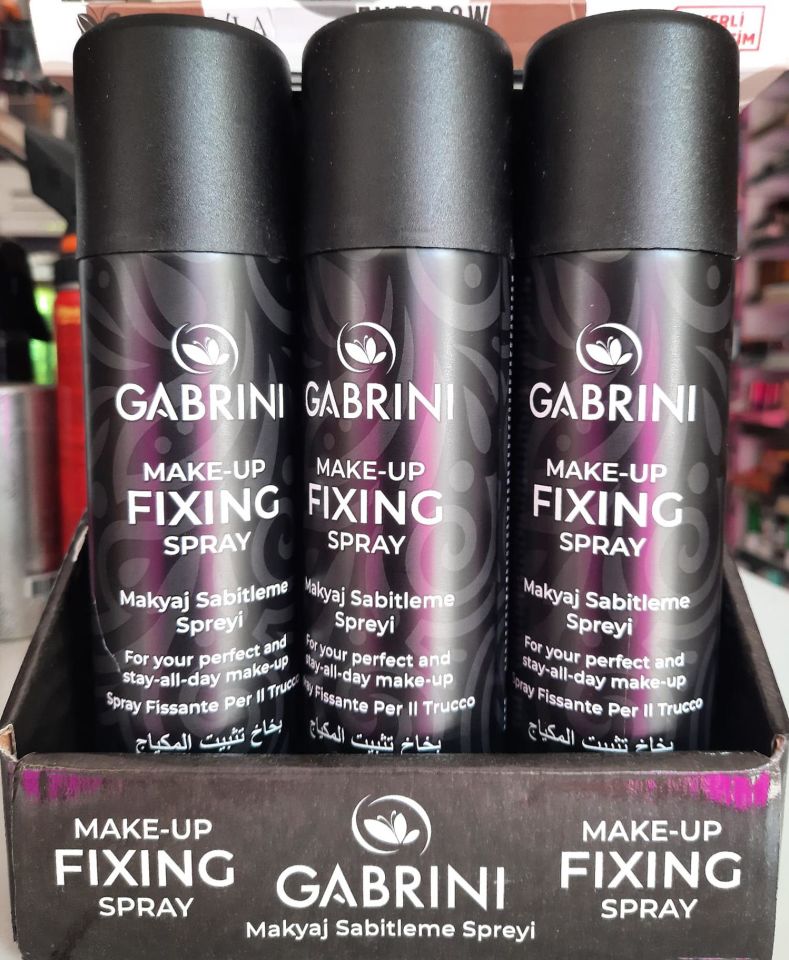 GABRINI
MAKE-UP
FIXING
SPRAY
Makyaj Sabitleme
Spreyi
For your perfect and
stay-all-day make-up
Spray Fissante Per Il Trucco
بخاخ تثبيت المكياج
GABRINI
MAKE-UP
FIXING
SPRAY
Makyaj Sabitleme
Spreyi
For your perfect and
stay-all-day make-up
Fissante Per Il Trucco
بخاخ تثبيت المكياج
GABRINI
MAKE-UP
FIXING
SPRAY
Makyaj Sabitleme
Spreyi
For your perfect and
stay-all-day make-up
Spray Fissante Per Il Trucco
بخاخ تثبيت المكياج
MAKE-UP
FIXING
SPRAY
GABRINI
Makyaj Sabitleme Spreyi
MAKE-UP
FIXING
SPRAY